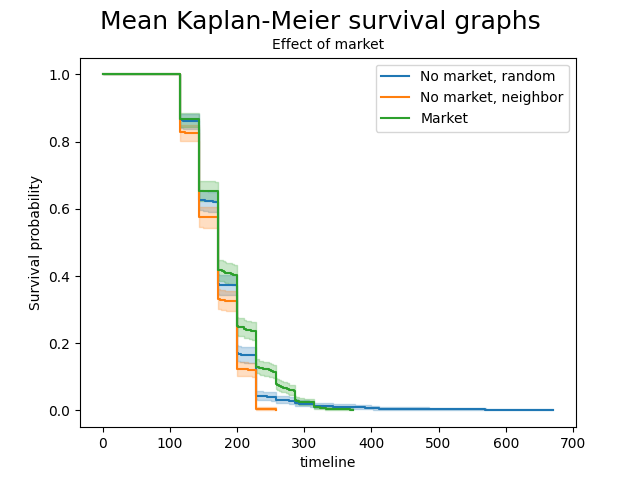 Mean Kaplan-Meier survival graphs
Effect of market
No market, random
No market, neighbor
Market
Survival probability
1.0
0.8
0.6
0.4
0.2
0.0
0 100 200 300 400 500 600 700
timeline